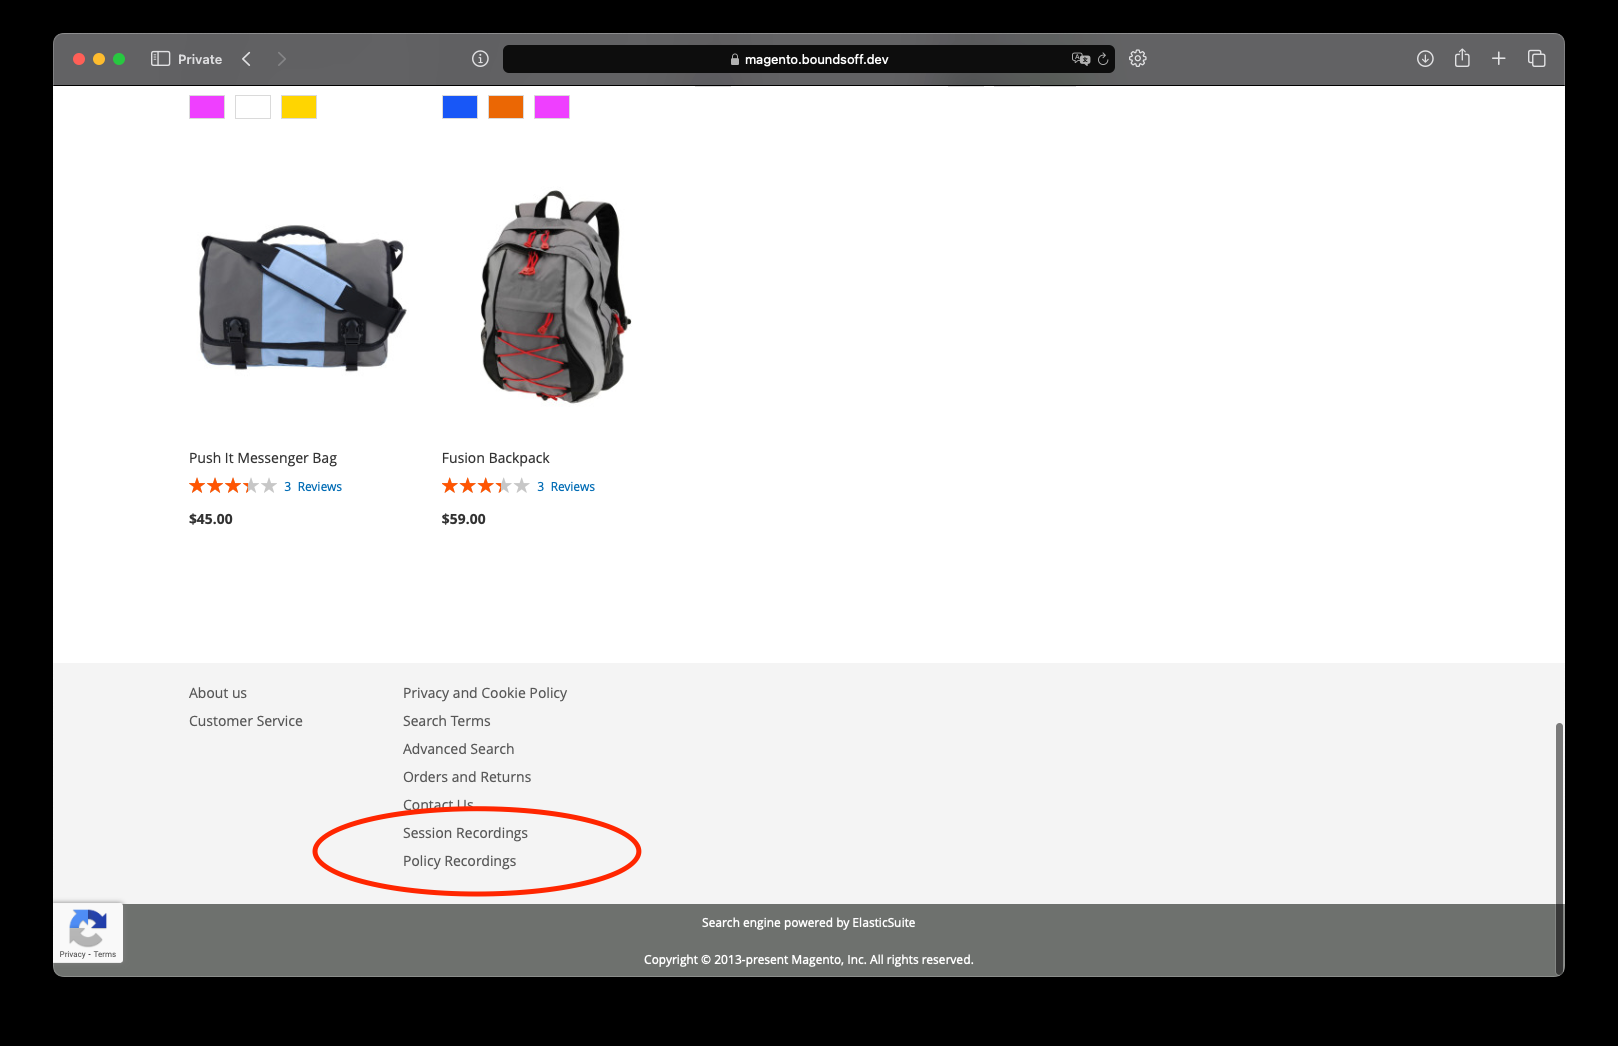 Private
magento.boundsoff.dev
Push It Messenger Bag
3 Reviews
$45.00
Fusion Backpack
3 Reviews
$59.00
About us
Customer Service
Privacy and Cookie Policy
Search Terms
Advanced Search
Orders and Returns
Contact Us
Session Recordings
Policy Recordings
Privacy - Terms
Search engine powered by ElasticSuite
Copyright © 2013-present Magento, Inc. All rights reserved.